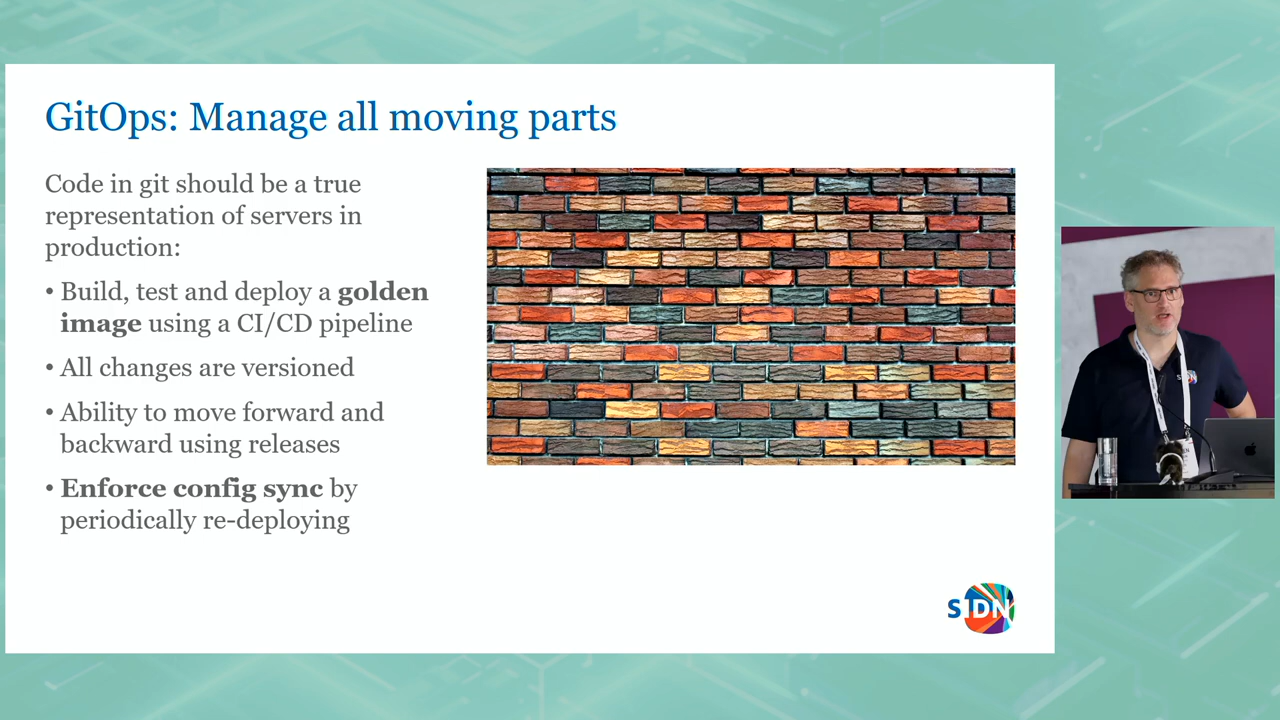 GitOps: Manage all moving parts
Code in git should be a true
representation of servers in
production:
• Build, test and deploy a golden
image using a CI/CD pipeline
• All changes are versioned
• Ability to move forward and
backward using releases
• Enforce config sync by
periodically re-deploying
SIDN
SIDN